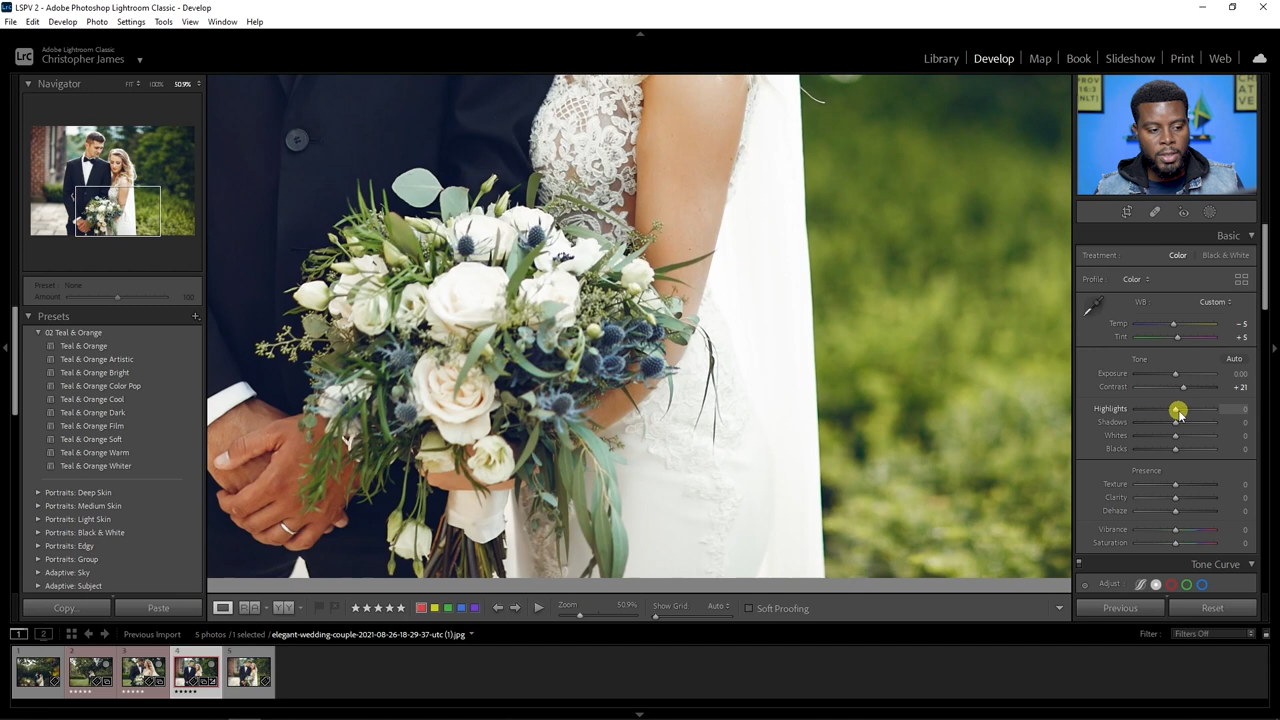 LSPV 2 - Adobe Photoshop Lightroom Classic - Develop
File Edit Develop Photo Settings Tools View Window Help
Lrc
Adobe Lightroom Classic
Christopher James
Library | Develop | Map | Book | Slideshow | Print | Web
Navigator FIT 100% 50.9%
Preset: None
Amount 100
Presets +
02 Teal & Orange
Teal & Orange
Teal & Orange Artistic
Teal & Orange Bright
Teal & Orange Color Pop
Teal & Orange Cool
Teal & Orange Dark
Teal & Orange Film
Teal & Orange Soft
Teal & Orange Warm
Teal & Orange Whiter
Portraits: Deep Skin
Portraits: Medium Skin
Portraits: Light Skin
Portraits: Black & White
Portraits: Edgy
Portraits: Group
Adaptive: Sky
Adaptive: Subject
Copy... Paste
Basic
Treatment: Color Black & White
Profile: Color
WB: Custom
Temp - 5
Tint + 5
Tone Auto
Exposure 0.00
Contrast + 21
Highlights 0
Shadows 0
Whites 0
Blacks 0
Presence
Texture 0
Clarity 0
Dehaze 0
Vibrance 0
Saturation 0
Tone Curve
Adjust:
Previous Reset
RA YY ★★★★★ Zoom 50.9% Show Grid Auto Soft Proofing
1 2 Previous Import 5 photos / 1 selected / elegant-wedding-couple-2021-08-26-18-29-37-utc (1).jpg Filter: Filters Off
1 2 3 4 5
★★★★★ ★★★★★ ★★★★★